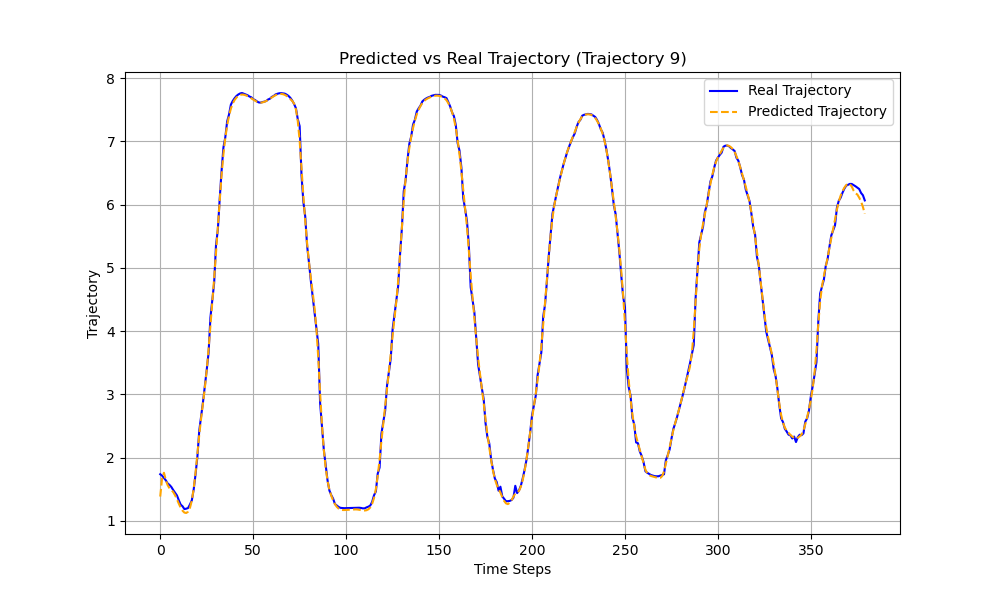 Predicted vs Real Trajectory (Trajectory 9)
Real Trajectory
Predicted Trajectory
Trajectory
8
7
6
5
4
3
2
1
0 50 100 150 200 250 300 350
Time Steps